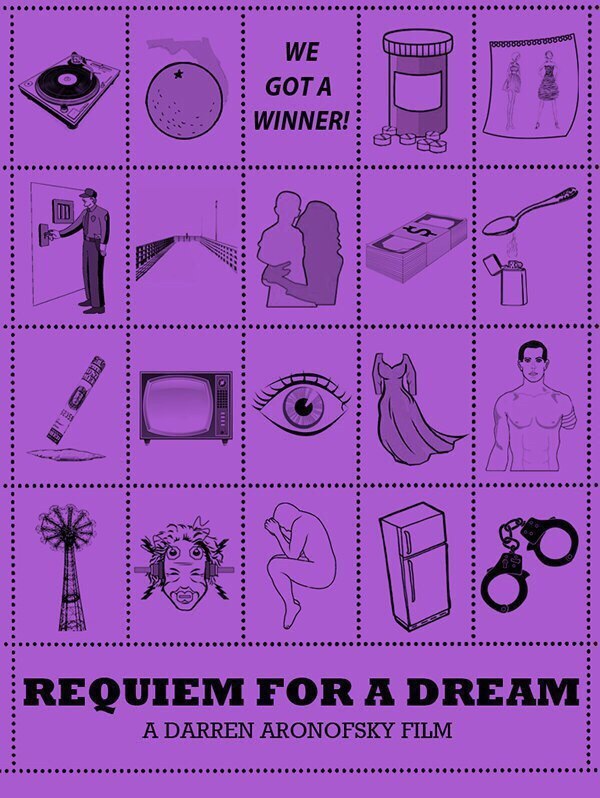 WE
GOT A
WINNER!
$
REQUIEM FOR A DREAM
A DARREN ARONOFSKY FILM